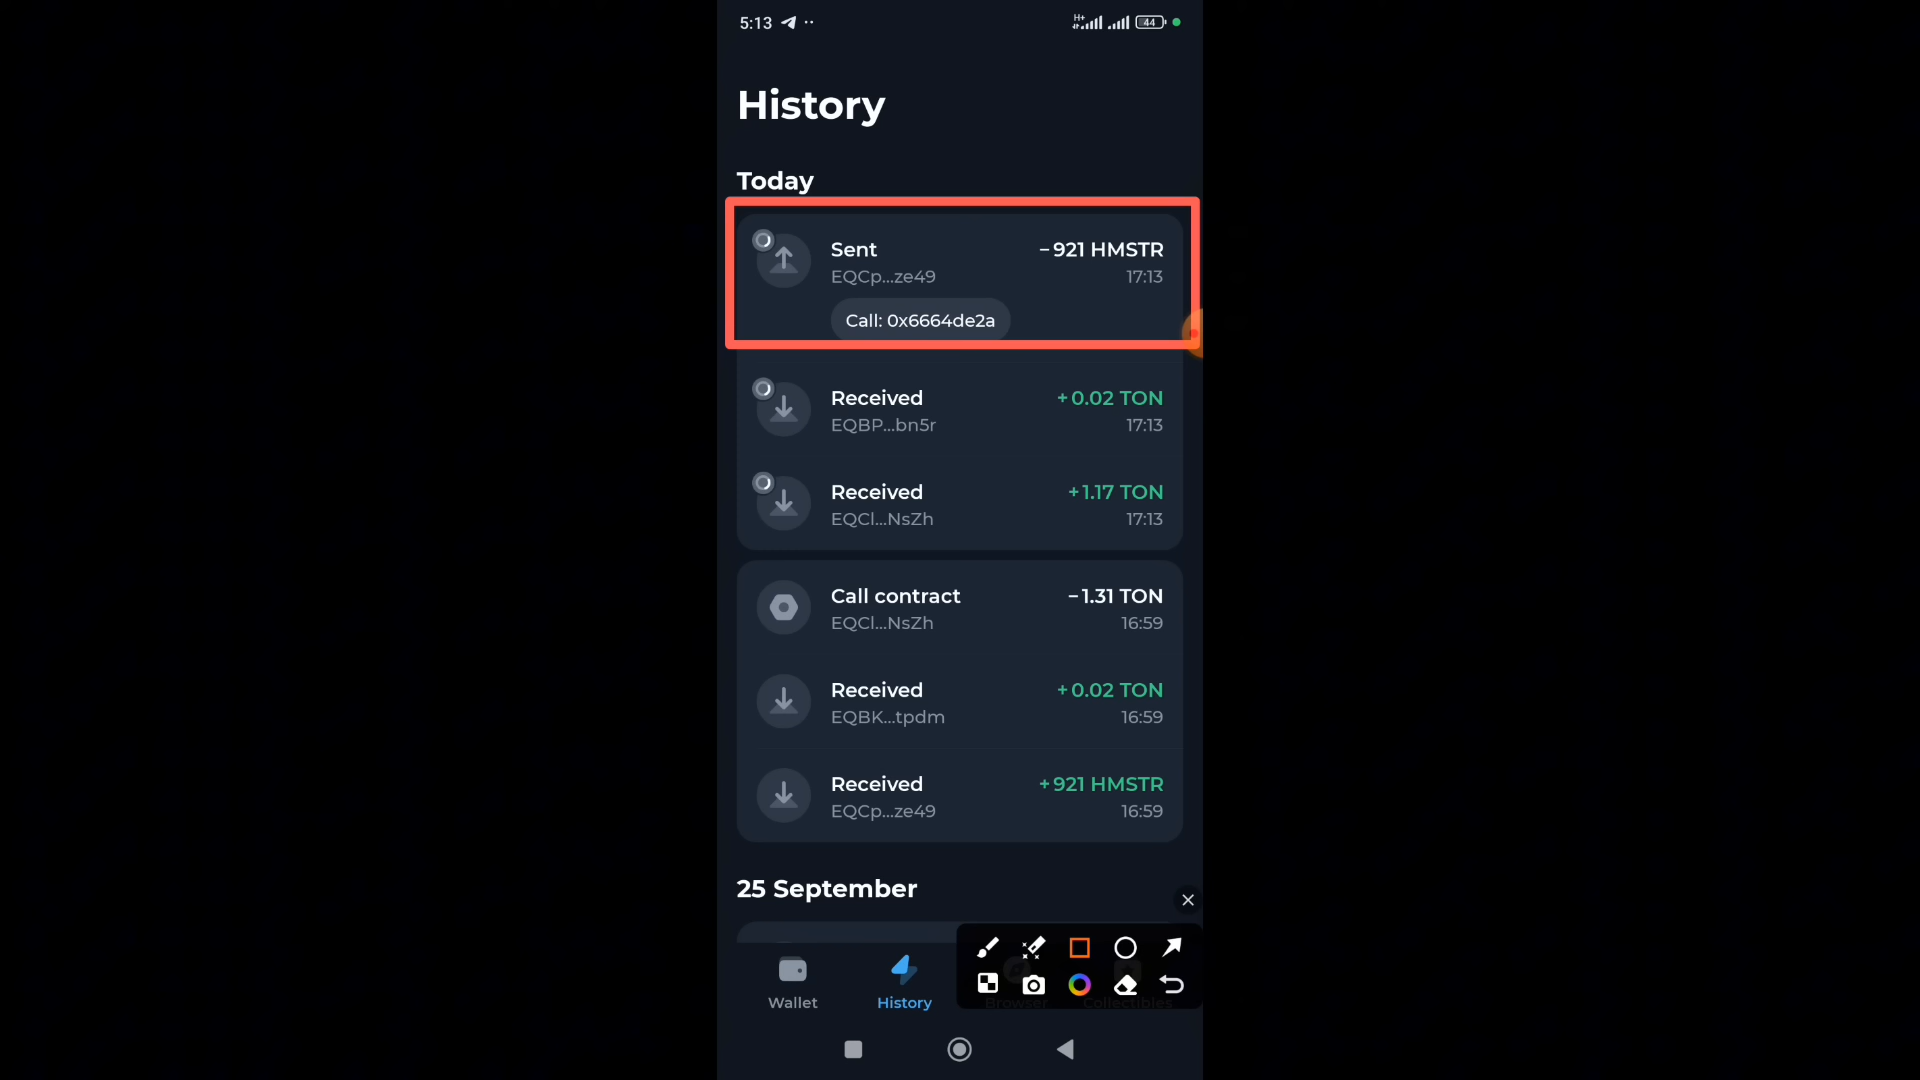 5:13
H+
44
History
Today
Sent
−921 HMSTR
EQCp...ze49
17:13
Call: 0x6664de2a
Received
+0.02 TON
EQBP...bn5r
17:13
Received
+1.17 TON
EQCl...NsZh
17:13
Call contract
−1.31 TON
EQCl...NsZh
16:59
Received
+0.02 TON
EQBK...tpdm
16:59
Received
+921 HMSTR
EQCp...ze49
16:59
25 September
Wallet
History
Browser
Collectibles